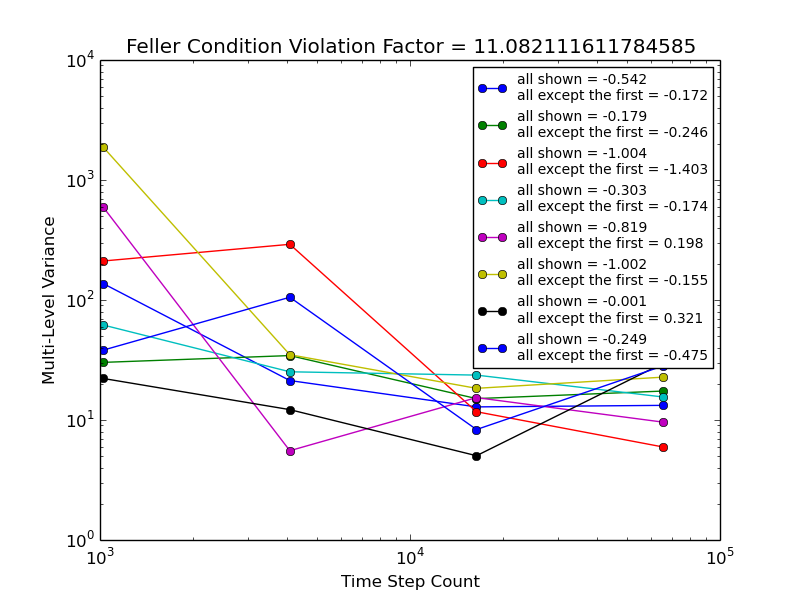 Feller Condition Violation Factor = 11.082111611784585
10^4
10^3
10^2
10^1
10^0
Multi-Level Variance
all shown = -0.542
all except the first = -0.172
all shown = -0.179
all except the first = -0.246
all shown = -1.004
all except the first = -1.403
all shown = -0.303
all except the first = -0.174
all shown = -0.819
all except the first = 0.198
all shown = -1.002
all except the first = -0.155
all shown = -0.001
all except the first = 0.321
all shown = -0.249
all except the first = -0.475
10^3 10^4 10^5
Time Step Count